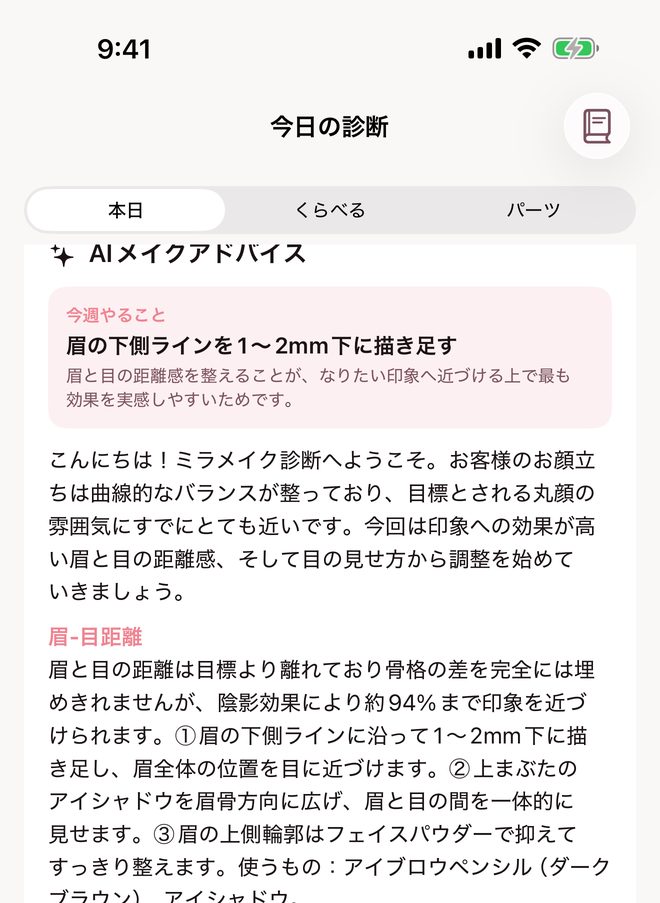 9:41
今日の診断
本日
くらべる
パーツ
AIメイクアドバイス
今週やること
眉の下側ラインを1〜2mm下に描き足す
眉と目の距離感を整えることが、なりたい印象へ近づける上で最も
効果を実感しやすいためです。
こんにちは！ミラメイク診断へようこそ。お客様のお顔立
ちは曲線的なバランスが整っており、目標とされる丸顔の
雰囲気にすでにとても近いです。今回は印象への効果が高
い眉と目の距離感、そして目の見せ方から調整を始めて
いきましょう。
眉-目距離
眉と目の距離は目標より離れており骨格の差を完全には埋
めきれませんが、陰影効果により約94%まで印象を近づ
けられます。①眉の下側ラインに沿って1〜2mm下に描
き足し、眉全体の位置を目に近づけます。②上まぶたの
アイシャドウを眉骨方向に広げ、眉と目の間を一体的に
見せます。③眉の上側輪郭はフェイスパウダーで抑えて
すっきり整えます。使うもの：アイブロウペンシル（ダーク
ブラウン）、アイシャドウ。